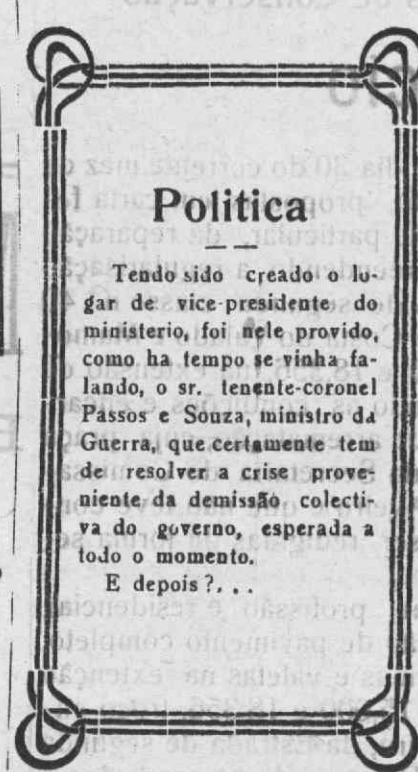 Politica
Tendo sido creado o lu-
gar de vice-presidente do
ministerio, foi nele provido,
como ha tempo se vinha fa-
lando, o sr. tenente-coronel
Passos e Souza, ministro da
Guerra, que certamente tem
de resolver a crise prove-
niente da demissão colecti-
va do governo, esperada a
todo o momento.
E depois?...